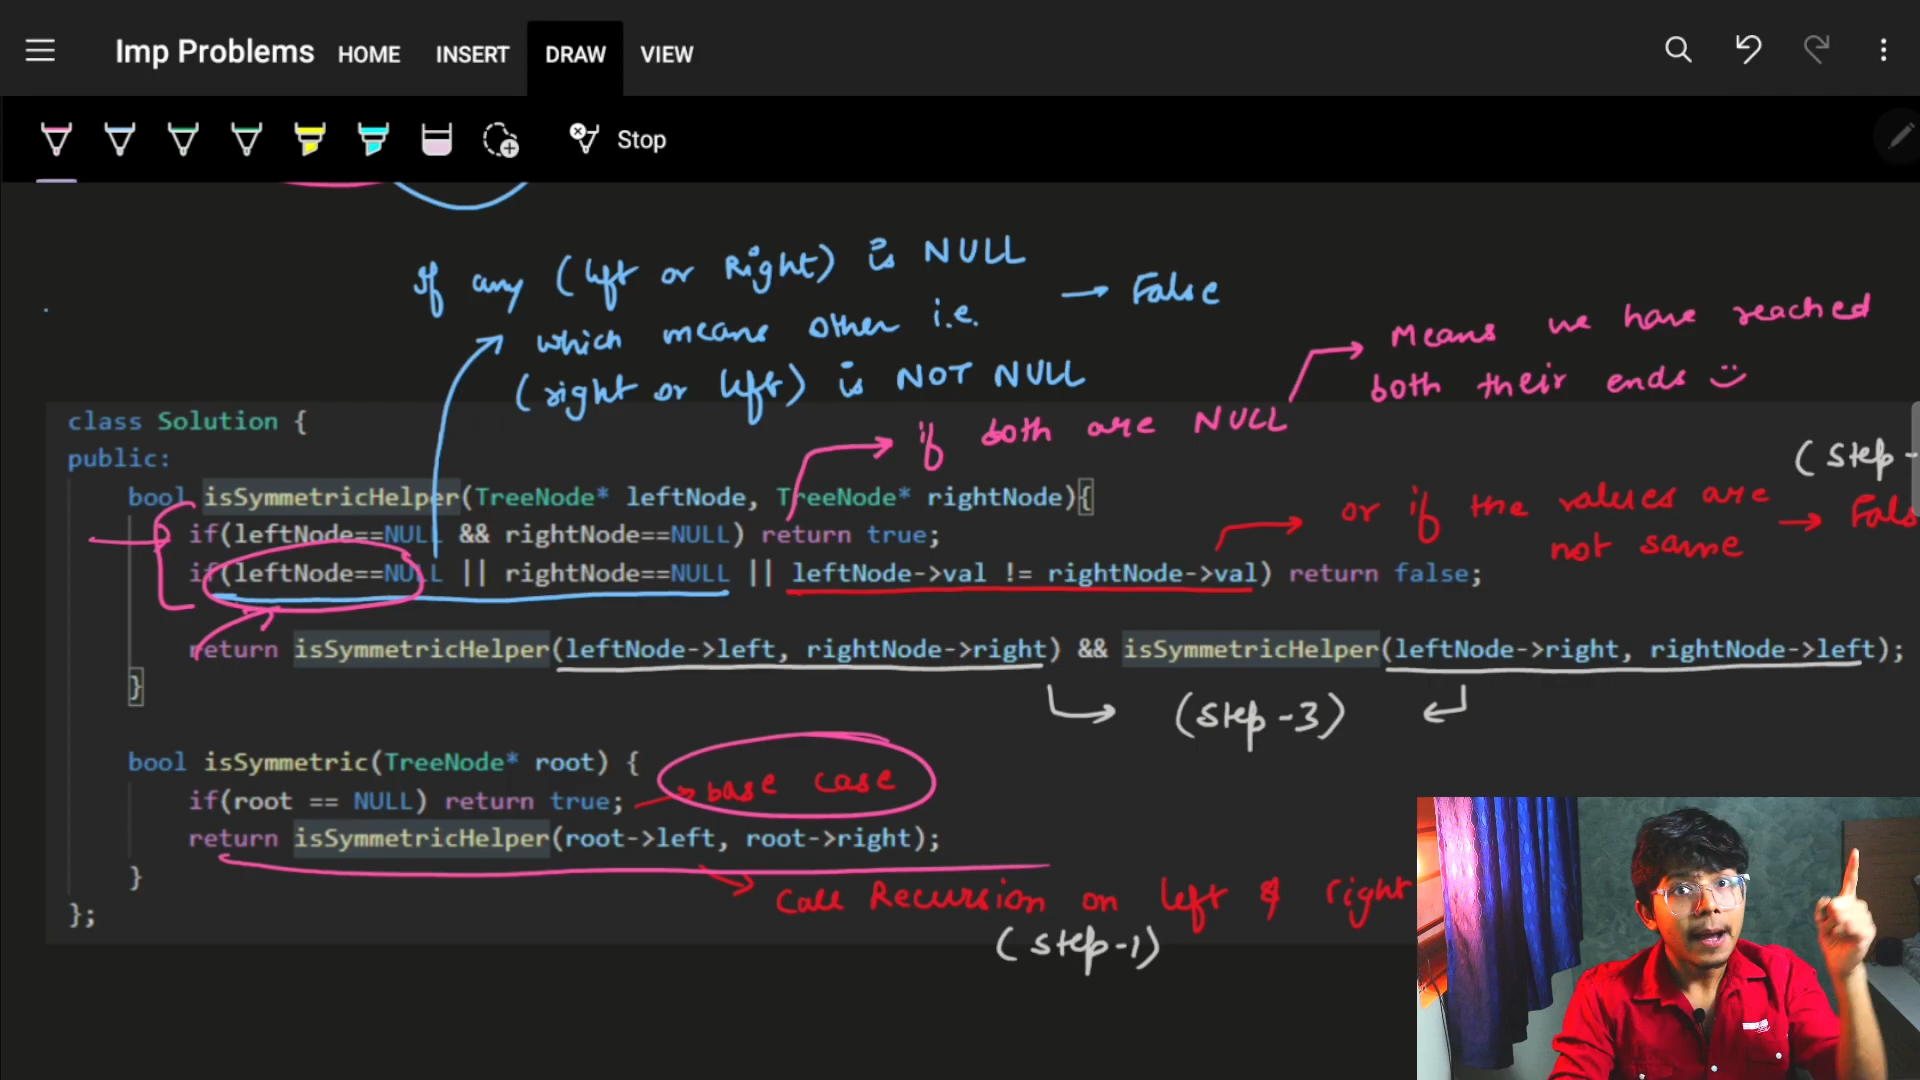 Imp Problems HOME INSERT DRAW VIEW
Stop
If any (left or Right) is NULL
which means other i.e.
(right or left) is NOT NULL
→ False
Means we have reached
both their ends
if both are NULL
(Step-
or if the values are
not same
→ Fals
class Solution {
public:
bool isSymmetricHelper(TreeNode* leftNode, TreeNode* rightNode){
if(leftNode==NULL && rightNode==NULL) return true;
if(leftNode==NULL || rightNode==NULL || leftNode->val != rightNode->val) return false;
return isSymmetricHelper(leftNode->left, rightNode->right) && isSymmetricHelper(leftNode->right, rightNode->left);
}
(Step-3)
bool isSymmetric(TreeNode* root) {
base case
if(root == NULL) return true;
return isSymmetricHelper(root->left, root->right);
}
};
Call Recursion on left & right
(Step-1)